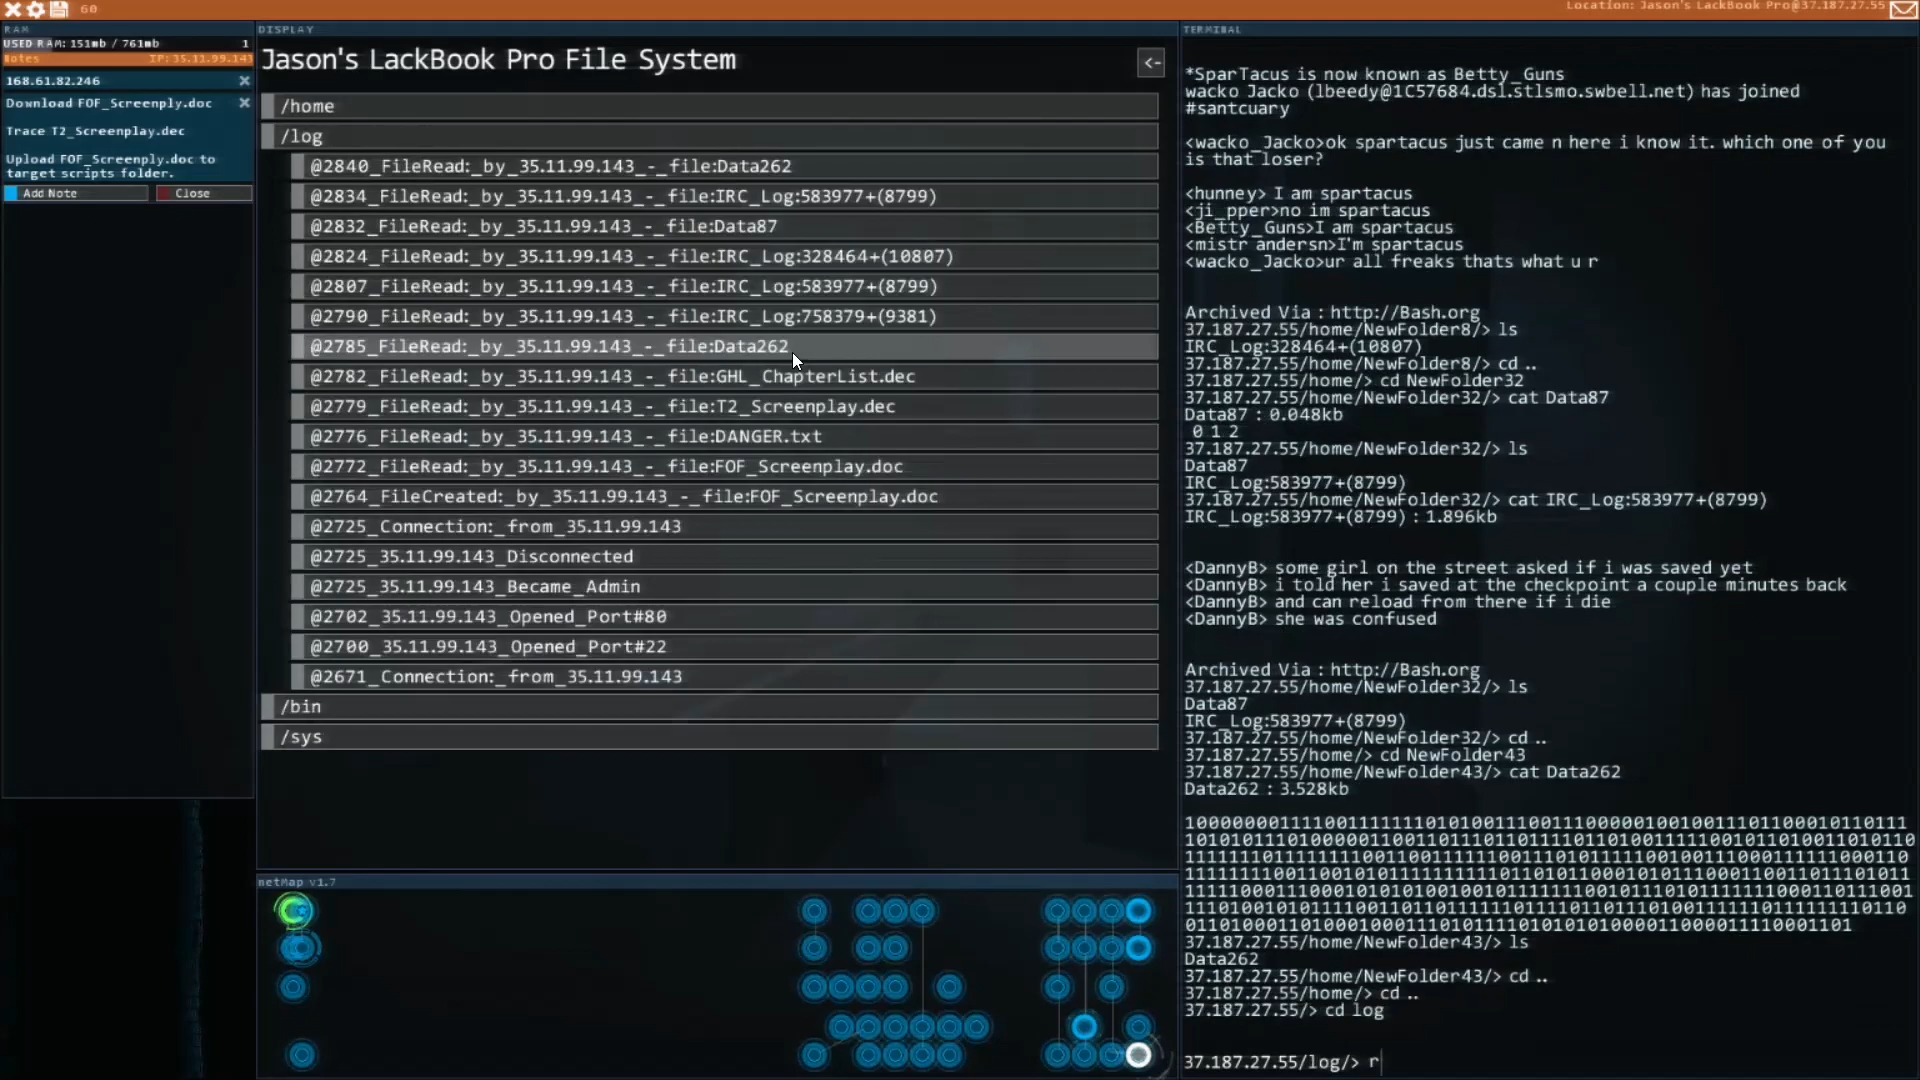 60
Location: Jason's LackBook Pro@37.187.27.55
RAM
USED RAM: 151mb / 761mb
1
Notes
IP: 35.11.99.143
168.61.82.246
Download FOF_Screenply.doc
Trace T2_Screenplay.dec
Upload FOF_Screenply.doc to
target scripts folder.
Add Note
Close
DISPLAY
Jason's LackBook Pro File System
<-
/home
/log
@2840_FileRead:_by_35.11.99.143_-_file:Data262
@2834_FileRead:_by_35.11.99.143_-_file:IRC_Log:583977+(8799)
@2832_FileRead:_by_35.11.99.143_-_file:Data87
@2824_FileRead:_by_35.11.99.143_-_file:IRC_Log:328464+(10807)
@2807_FileRead:_by_35.11.99.143_-_file:IRC_Log:583977+(8799)
@2790_FileRead:_by_35.11.99.143_-_file:IRC_Log:758379+(9381)
@2785_FileRead:_by_35.11.99.143_-_file:Data262
@2782_FileRead:_by_35.11.99.143_-_file:GHL_ChapterList.dec
@2779_FileRead:_by_35.11.99.143_-_file:T2_Screenplay.dec
@2776_FileRead:_by_35.11.99.143_-_file:DANGER.txt
@2772_FileRead:_by_35.11.99.143_-_file:FOF_Screenplay.doc
@2764_FileCreated:_by_35.11.99.143_-_file:FOF_Screenplay.doc
@2725_Connection:_from_35.11.99.143
@2725_35.11.99.143_Disconnected
@2725_35.11.99.143_Became_Admin
@2702_35.11.99.143_Opened_Port#80
@2700_35.11.99.143_Opened_Port#22
@2671_Connection:_from_35.11.99.143
/bin
/sys
netMap v1.7
TERMINAL
*SparTacus is now known as Betty_Guns
wacko Jacko (lbeedy@1C57684.dsl.stlsmo.swbell.net) has joined
#santcuary
<wacko_Jacko>ok spartacus just came n here i know it. which one of you
is that loser?
<hunney> I am spartacus
<ji_pper>no im spartacus
<Betty_Guns>I am spartacus
<mistr andersn>I'm spartacus
<wacko_Jacko>ur all freaks thats what u r
Archived Via : http://Bash.org
37.187.27.55/home/NewFolder8/> ls
IRC_Log:328464+(10807)
37.187.27.55/home/NewFolder8/> cd ..
37.187.27.55/home/> cd NewFolder32
37.187.27.55/home/NewFolder32/> cat Data87
Data87 : 0.048kb
0 1 2
37.187.27.55/home/NewFolder32/> ls
Data87
IRC_Log:583977+(8799)
37.187.27.55/home/NewFolder32/> cat IRC_Log:583977+(8799)
IRC_Log:583977+(8799) : 1.896kb
<DannyB> some girl on the street asked if i was saved yet
<DannyB> i told her i saved at the checkpoint a couple minutes back
<DannyB> and can reload from there if i die
<DannyB> she was confused
Archived Via : http://Bash.org
37.187.27.55/home/NewFolder32/> ls
Data87
IRC_Log:583977+(8799)
37.187.27.55/home/NewFolder32/> cd ..
37.187.27.55/home/> cd NewFolder43
37.187.27.55/home/NewFolder43/> cat Data262
Data262 : 3.528kb
37.187.27.55/home/NewFolder43/> ls
Data262
37.187.27.55/home/NewFolder43/> cd ..
37.187.27.55/home/> cd ..
37.187.27.55/> cd log
37.187.27.55/log/> r